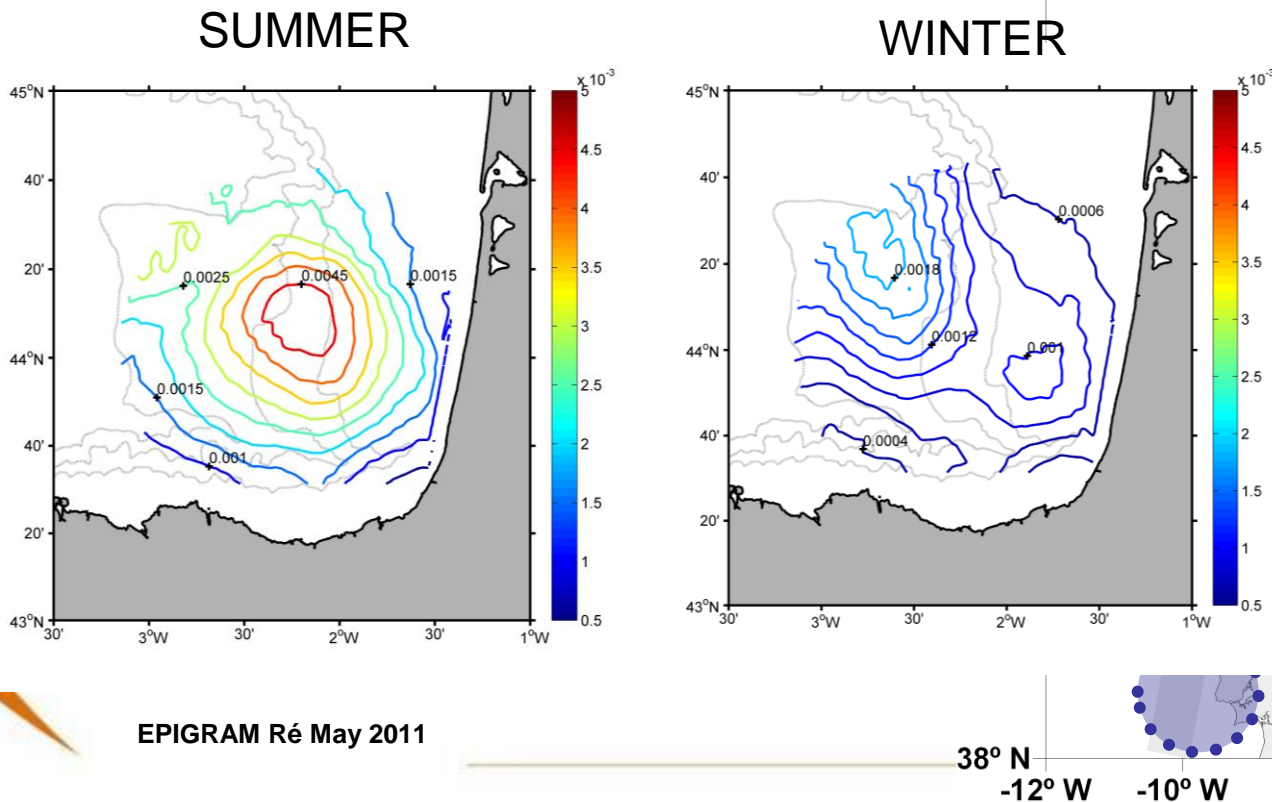 SUMMER
WINTER
x 10⁻³
5
4.5
4
3.5
3
2.5
2
1.5
1
0.5
45°N
40'
20'
44°N
40'
20'
43°N
30'
3°W
30'
2°W
30'
1°W
0.0045
0.0025
0.0015
0.0015
0.001
x 10⁻³
5
4.5
4
3.5
3
2.5
2
1.5
1
0.5
45°N
40'
20'
44°N
40'
20'
43°N
30'
3°W
30'
2°W
30'
1°W
0.0006
0.0018
0.0012
0.001
0.0004
EPIGRAM Ré May 2011
38º N
-12º W
-10º W